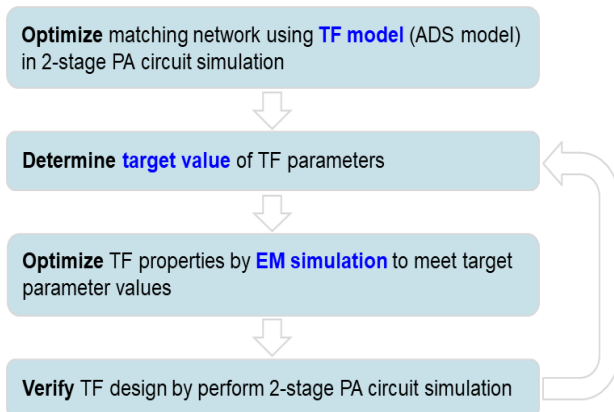 Optimize matching network using TF model (ADS model)
in 2-stage PA circuit simulation
Determine target value of TF parameters
Optimize TF properties by EM simulation to meet target
parameter values
Verify TF design by perform 2-stage PA circuit simulation